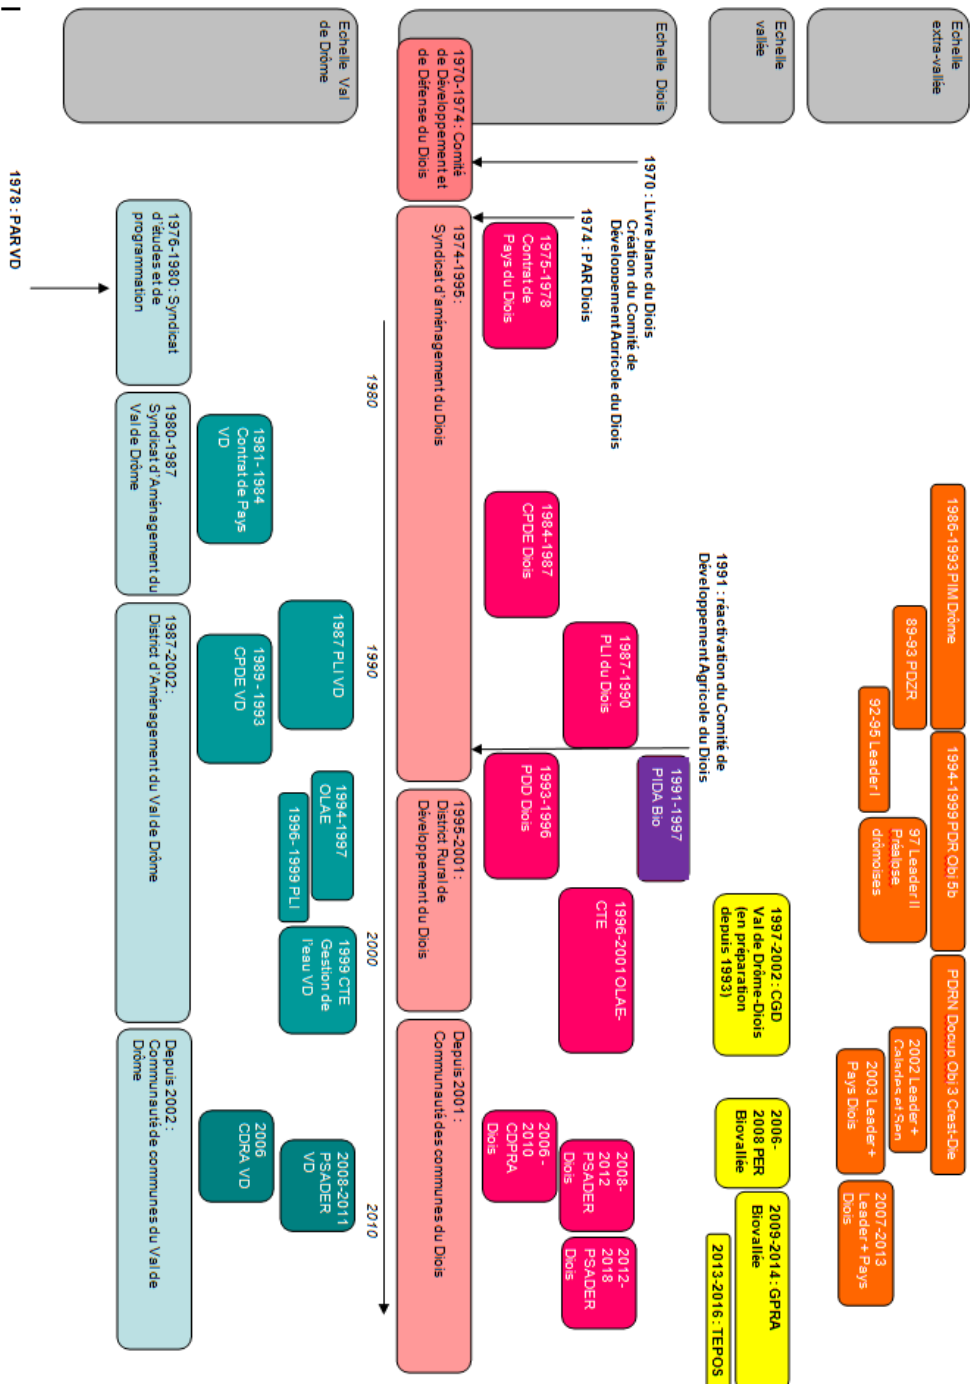 Echelle
extra-vallée
1986-1993 PIM Drôme
1994-1999 PDR Obj 5b
PDRN Docup Obj 3 Crest-Die
89-93 PDZR
2002 Leader +
92-95 Leader I
97 Leader II
Préalpse
drômoises
2003 Leader +
Pays Diois
2007-2013
Leader + Pays
Diois
Echelle
vallée
1997-2002 : CGD
Val de Drôme-Diois
(en préparation
depuis 1993)
2006-
2008 PER
Biovallée
2009-2014 : GPRA
Biovallée
2013-2016 : TEPOS
Echelle Diois
1970 : Livre blanc du Diois
Création du Comité de
Développement Agricole du Diois
1974 : PAR Diois
1991 : réactivation du Comité de
Développement Agricole du Diois
1991-1997
PIDA Bio
1987-1990
PLI du Diois
1996-2001 OLAE-
CTE
2008-
2012
PSADER
Diois
2012-
2018
PSADER
Diois
1975-1978
Contrat de
Pays du Diois
1984-1987
CPDE Diois
1993-1996
PDD Diois
2006 -
2010
CDPRA
Diois
1970-1974 : Comité
de Développement et
de Défense du Diois
1974-1995 :
Syndicat d'aménagement du Diois
1995-2001 :
District Rural de
Développement du Diois
Depuis 2001 :
Communauté des communes du Diois
1980
1990
2000
2010
Echelle Val
de Drôme
1987 PLI VD
1994-1997
OLAE
1996- 1999 PLI
1999 CTE
Gestion de
l'eau VD
2008-2011
PSADER
VD
1981- 1984
Contrat de Pays
VD
1989 - 1993
CPDE VD
2006
CDRA VD
1976-1980 : Syndicat
d'études et de
programmation
1980-1987
Syndicat d'Aménagement du
Val de Drôme
1987-2002 :
District d'Aménagement du Val de Drôme
Depuis 2002 :
Communauté de communes du Val de
Drôme
1978 : PAR VD